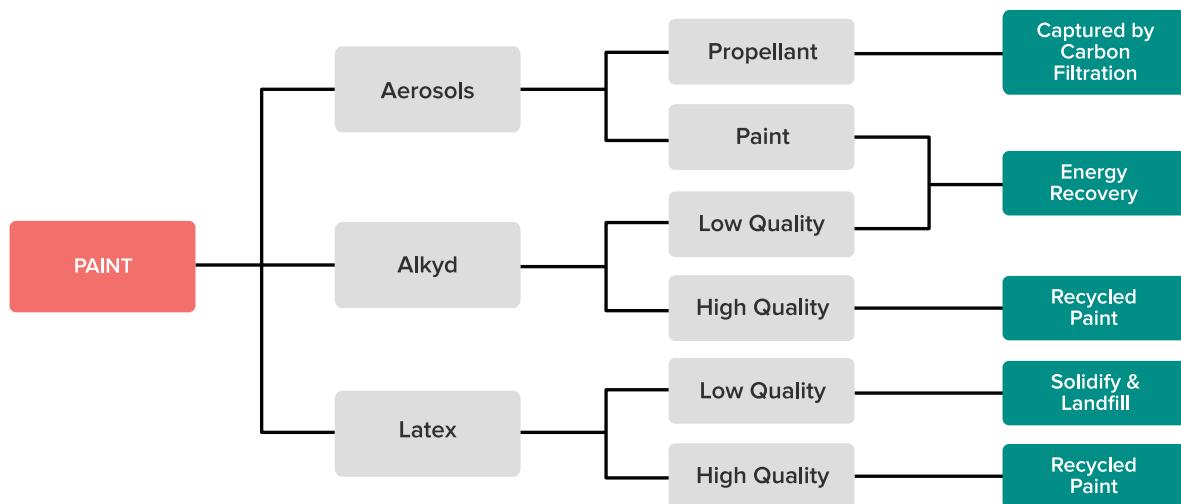 PAINT
Aerosols
Alkyd
Latex
Propellant
Paint
Low Quality
High Quality
Low Quality
High Quality
Captured by
Carbon
Filtration
Energy
Recovery
Recycled
Paint
Solidify &
Landfill
Recycled
Paint